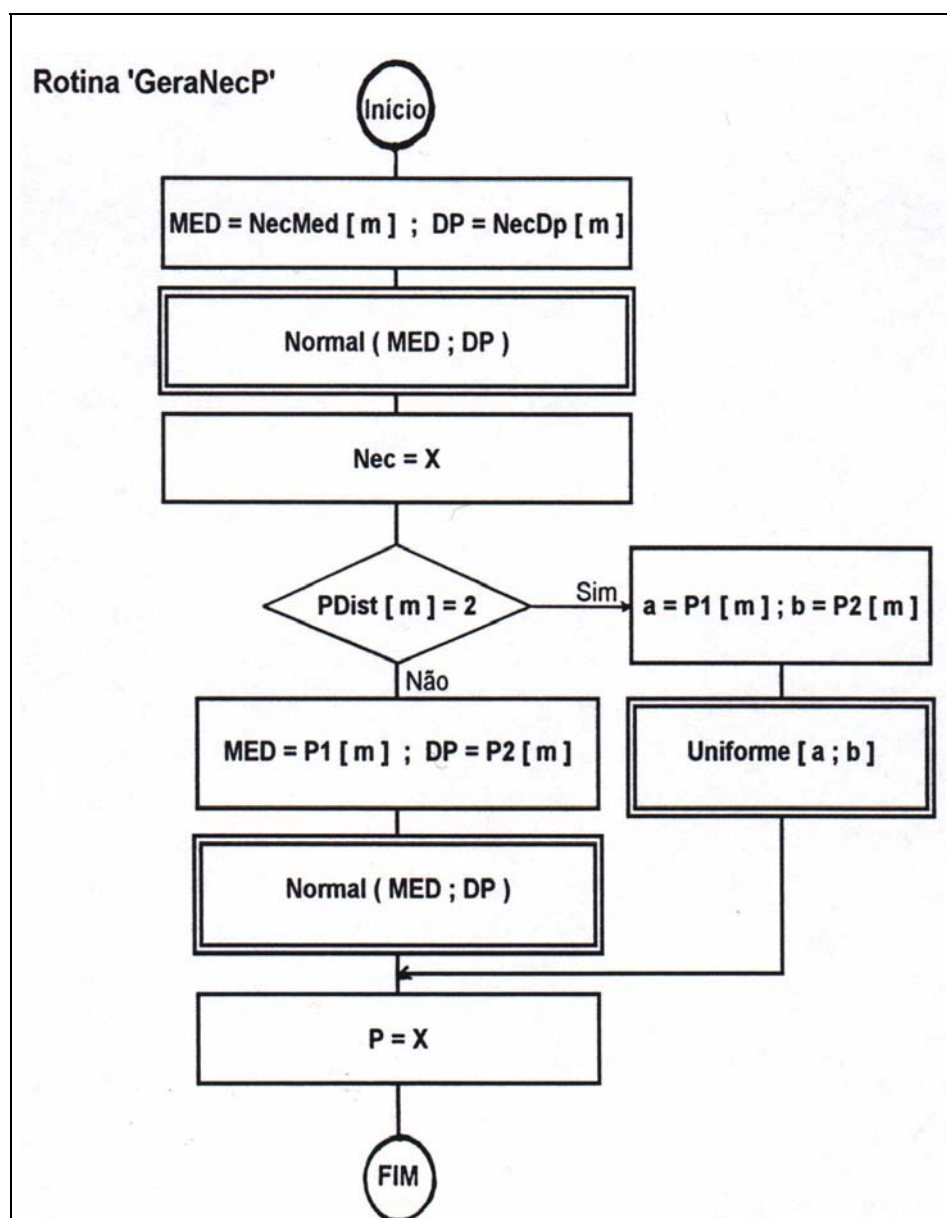 Rotina 'GeraNecP'
Início
MED = NecMed [ m ] ; DP = NecDp [ m ]
Normal ( MED ; DP )
Nec = X
PDist [ m ] = 2
Sim
a = P1 [ m ] ; b = P2 [ m ]
Não
MED = P1 [ m ] ; DP = P2 [ m ]
Uniforme [ a ; b ]
Normal ( MED ; DP )
P = X
FIM